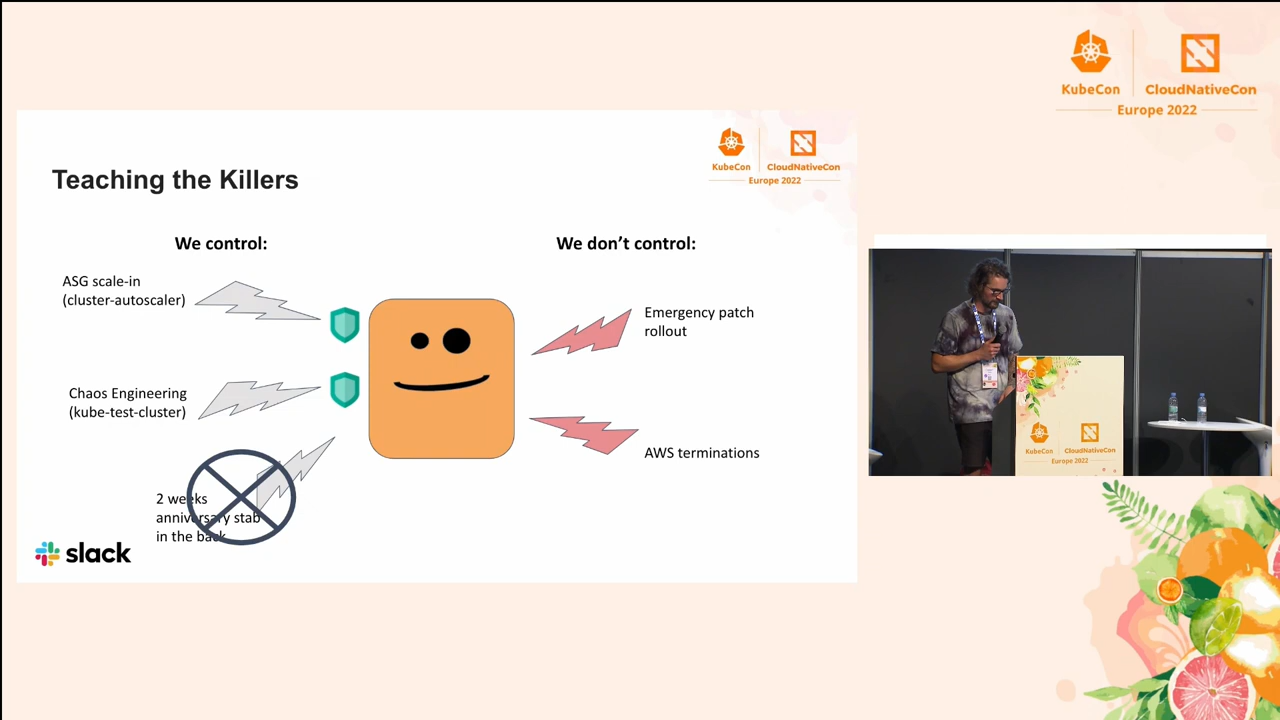 KubeCon
CloudNativeCon
Europe 2022
KubeCon
CloudNativeCon
Europe 2022
Teaching the Killers
We control:
We don't control:
ASG scale-in
(cluster-autoscaler)
Emergency patch
rollout
Chaos Engineering
(kube-test-cluster)
AWS terminations
2 weeks
anniversary stab
in the back
slack
KubeCon
CloudNativeCon
Europe 2022